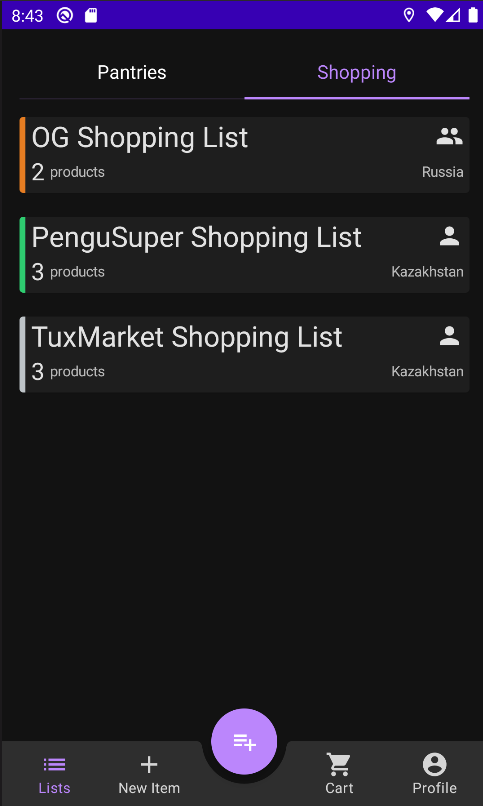 8:43
Pantries Shopping
OG Shopping List
2 products Russia
PenguSuper Shopping List
3 products Kazakhstan
TuxMarket Shopping List
3 products Kazakhstan
Lists New Item Cart Profile